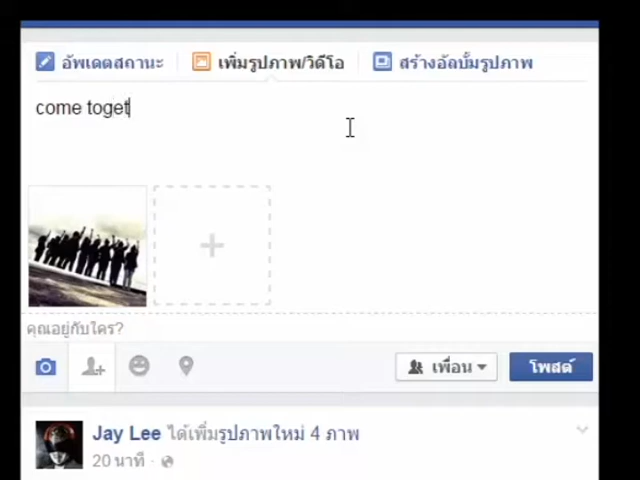 อัพเดตสถานะ เพิ่มรูปภาพ/วิดีโอ สร้างอัลบั้มรูปภาพ
come toget
คุณอยู่กับใคร?
เพื่อน โพสต์
Jay Lee ได้เพิ่มรูปภาพใหม่ 4 ภาพ
20 นาที ·